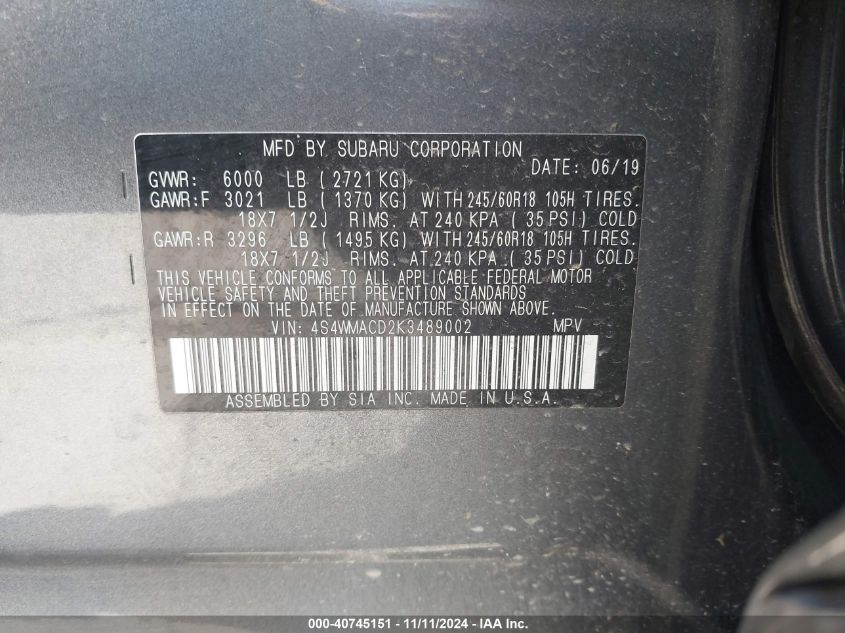 MFD BY SUBARU CORPORATION
DATE: 06/19
GVWR: 6000 LB ( 2721 KG)
GAWR:F 3021 LB ( 1370 KG) WITH 245/60R18 105H TIRES.
18X7 1/2J RIMS. AT 240 KPA ( 35 PSI) COLD
GAWR:R 3296 LB ( 1495 KG) WITH 245/60R18 105H TIRES.
18X7 1/2J RIMS. AT 240 KPA ( 35 PSI) COLD
THIS VEHICLE CONFORMS TO ALL APPLICABLE FEDERAL MOTOR
VEHICLE SAFETY AND THEFT PREVENTION STANDARDS
IN EFFECT ON THE DATE OF MANUFACTURE SHOWN ABOVE.
VIN: 4S4WMACD2K3489002 MPV
ASSEMBLED BY SIA INC. MADE IN U.S.A.
000-40745151 - 11/11/2024 - IAA Inc.